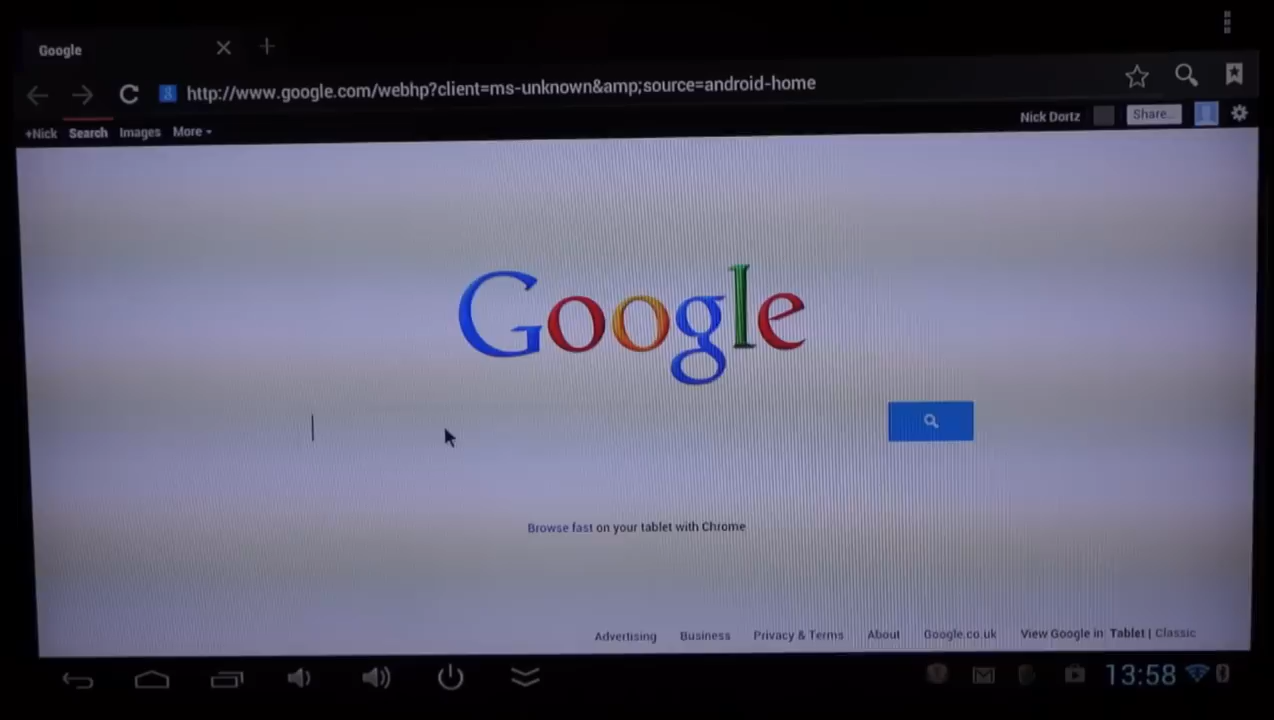 Google
http://www.google.com/webhp?client=ms-unknown&amp;source=android-home
+Nick Search Images More
Nick Dortz Share...
Google
Browse fast on your tablet with Chrome
Advertising Business Privacy & Terms About Google.co.uk View Google in Tablet | Classic
13:58